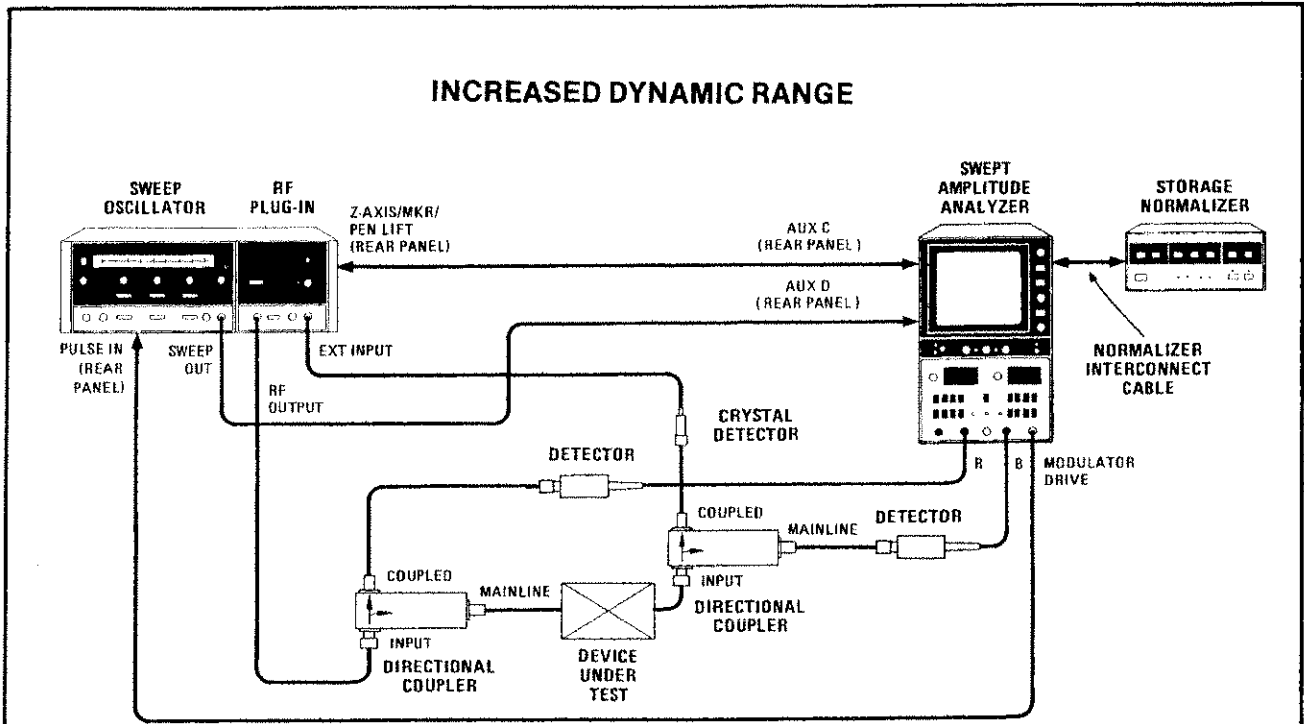 INCREASED DYNAMIC RANGE
SWEEP
OSCILLATOR
RF
PLUG-IN
Z-AXIS/MKR/
PEN LIFT
(REAR PANEL)
AUX C
(REAR PANEL)
SWEPT
AMPLITUDE
ANALYZER
STORAGE
NORMALIZER
AUX D
(REAR PANEL)
PULSE IN
(REAR
PANEL)
SWEEP
OUT
EXT INPUT
RF
OUTPUT
NORMALIZER
INTERCONNECT
CABLE
CRYSTAL
DETECTOR
DETECTOR
R
B
MODULATOR
DRIVE
COUPLED
MAINLINE
DETECTOR
INPUT
DIRECTIONAL
COUPLER
COUPLED
MAINLINE
INPUT
DIRECTIONAL
COUPLER
DEVICE
UNDER
TEST